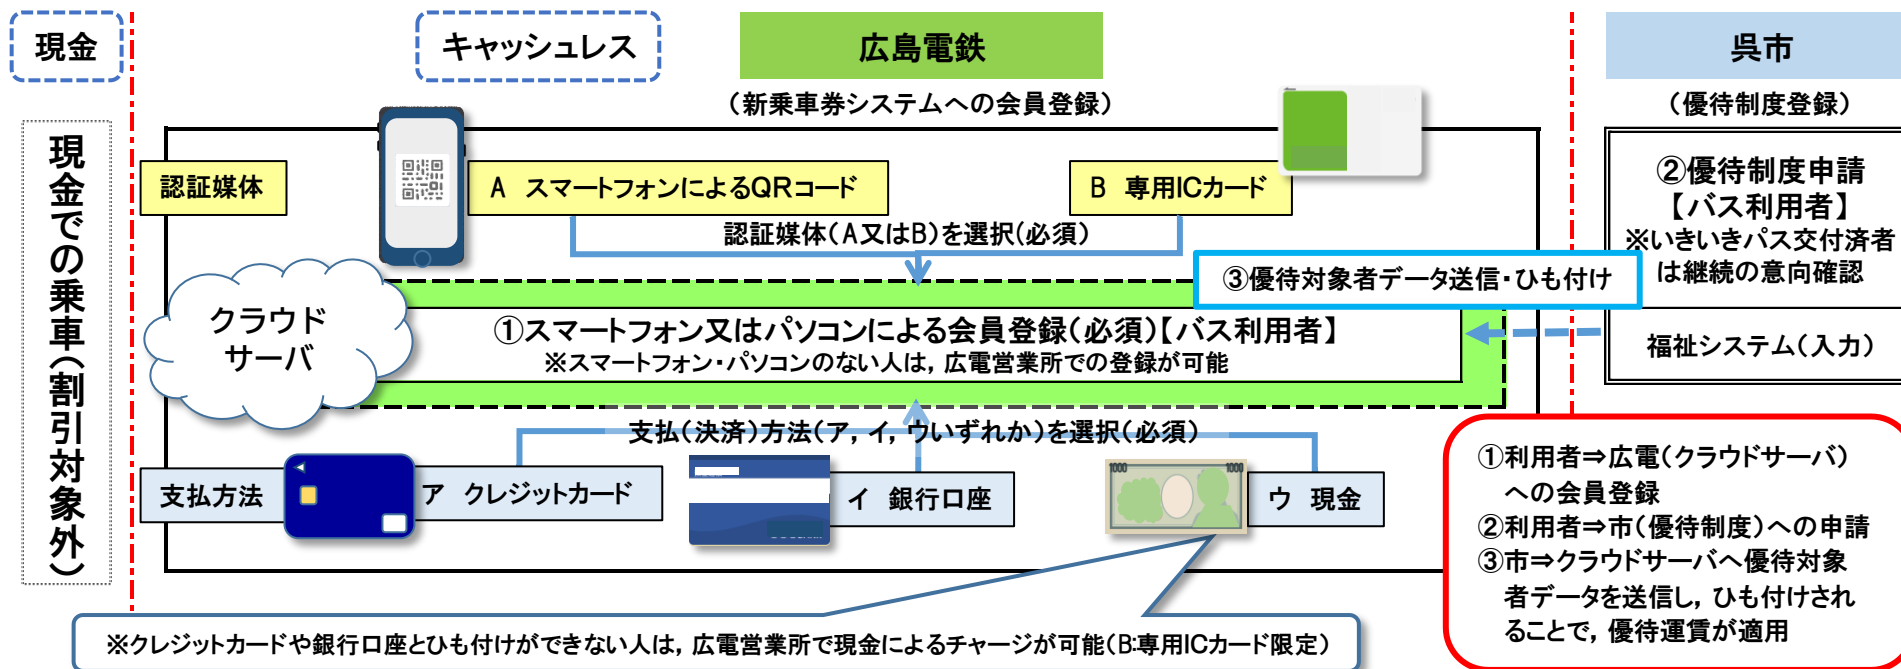 現金
キャッシュレス
広島電鉄
呉市
(新乗車券システムへの会員登録)
(優待制度登録)
現金での乗車(割引対象外)
認証媒体
A スマートフォンによるQRコード
B 専用ICカード
認証媒体(A又はB)を選択(必須)
②優待制度申請
【バス利用者】
※いきいきパス交付済者
は継続の意向確認
③優待対象者データ送信・ひも付け
クラウド
サーバ
①スマートフォン又はパソコンによる会員登録(必須)【バス利用者】
※スマートフォン・パソコンのない人は,広電営業所での登録が可能
福祉システム(入力)
支払(決済)方法(ア,イ,ウいずれか)を選択(必須)
支払方法
ア クレジットカード
イ 銀行口座
1000 1000
ウ 現金
①利用者⇒広電(クラウドサーバ)
への会員登録
②利用者⇒市(優待制度)への申請
③市⇒クラウドサーバへ優待対象
者データを送信し,ひも付けされ
ることで,優待運賃が適用
※クレジットカードや銀行口座とひも付けができない人は,広電営業所で現金によるチャージが可能(B:専用ICカード限定)